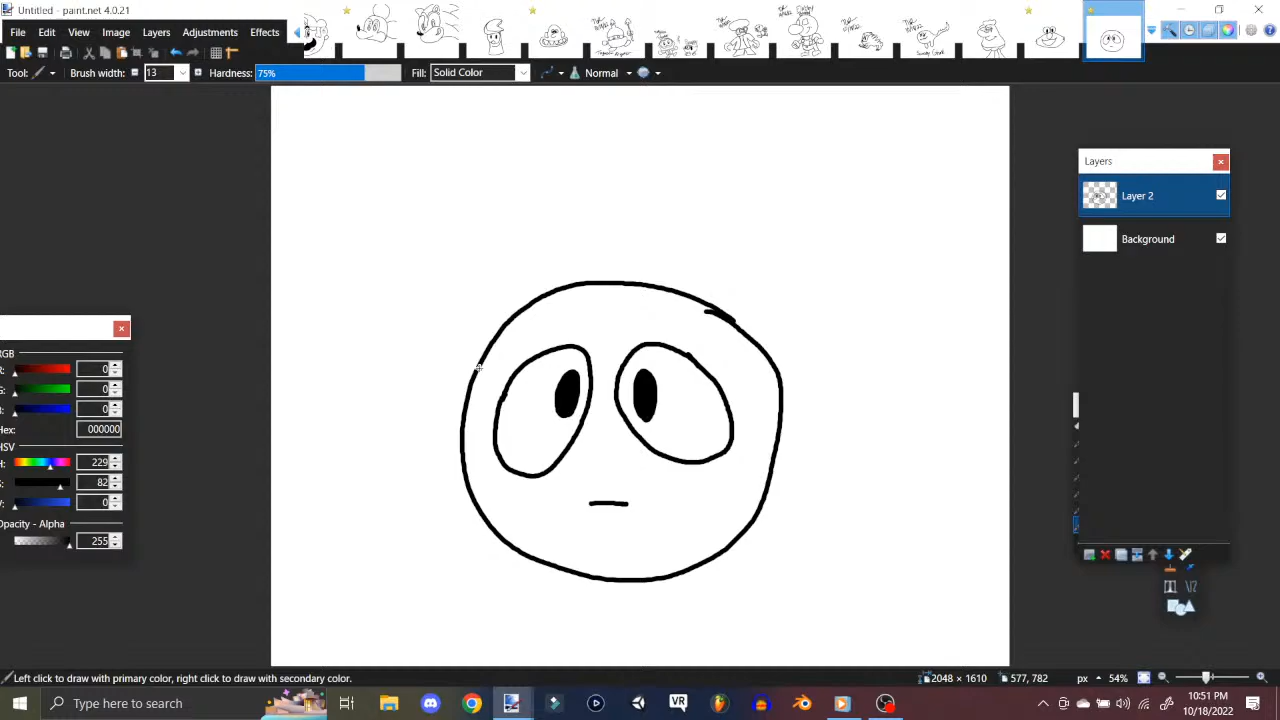 Untitled - paint.net 4.0.21
File Edit View Image Layers Adjustments Effects
Tool: Brush width: 13 Hardness: 75% Fill: Solid Color Normal
Layers
Layer 2
Background
RGB
R: 0
G: 0
B: 0
Hex: 000000
HSV
H: 229
S: 82
V: 0
Opacity - Alpha
255
Left click to draw with primary color, right click to draw with secondary color.
2048 × 1610 577, 782 px 54%
Type here to search
VR
10:51 PM
10/18/2022